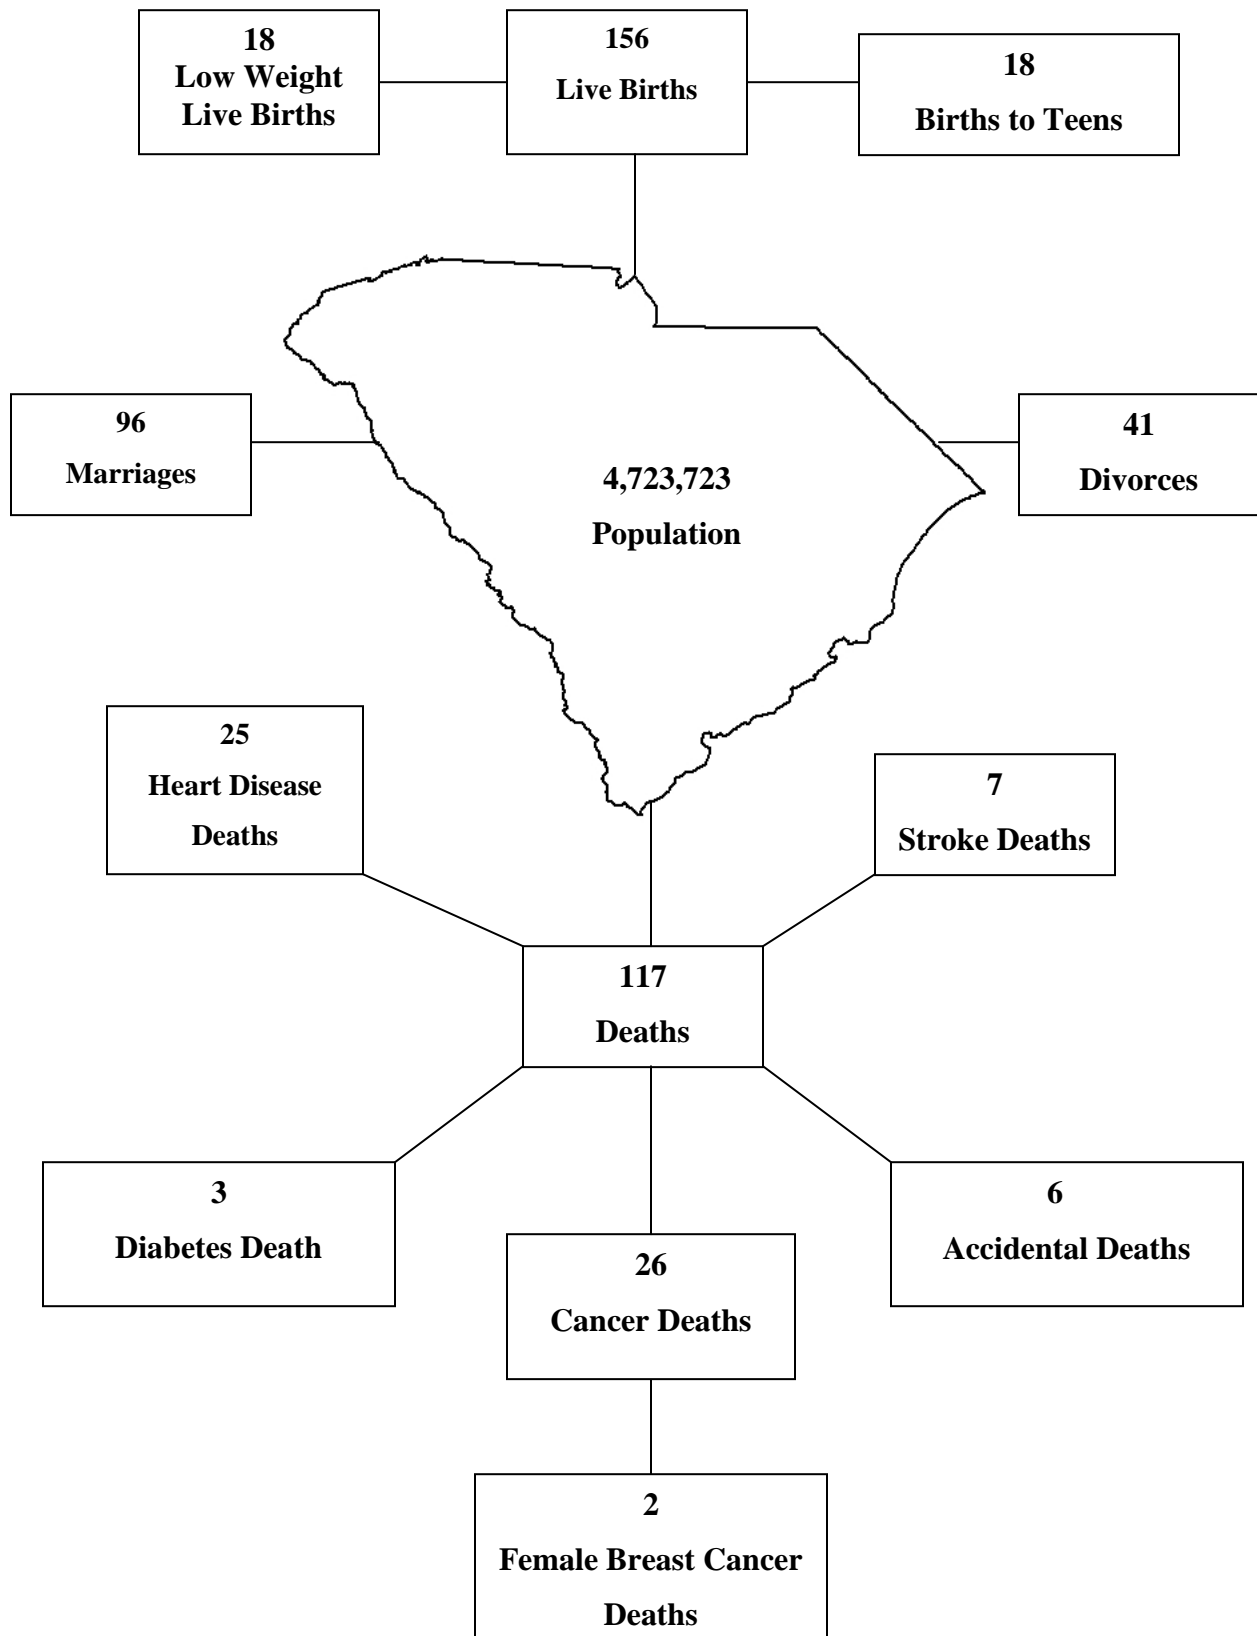 18
Low Weight
Live Births
156
Live Births
18
Births to Teens
96
Marriages
4,723,723
Population
41
Divorces
25
Heart Disease
Deaths
7
Stroke Deaths
117
Deaths
3
Diabetes Death
26
Cancer Deaths
6
Accidental Deaths
2
Female Breast Cancer
Deaths